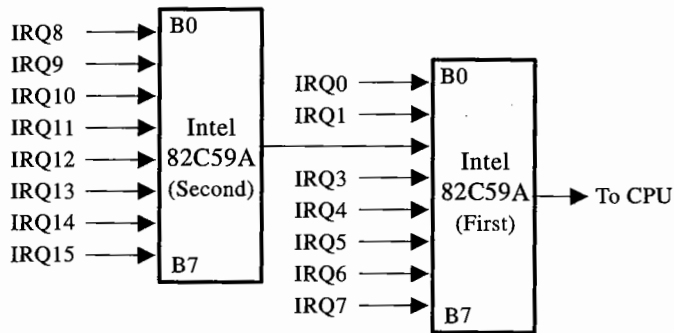 IRQ8
IRQ9
IRQ10
IRQ11
IRQ12
IRQ13
IRQ14
IRQ15
B0
Intel
82C59A
(Second)
B7
IRQ0
IRQ1
IRQ3
IRQ4
IRQ5
IRQ6
IRQ7
B0
Intel
82C59A
(First)
B7
To CPU